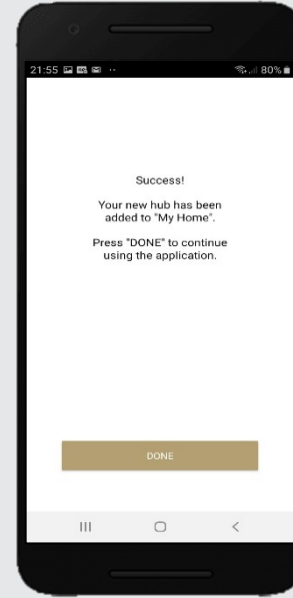 21:55 80%
Success!
Your new hub has been
added to "My Home".
Press "DONE" to continue
using the application.
DONE